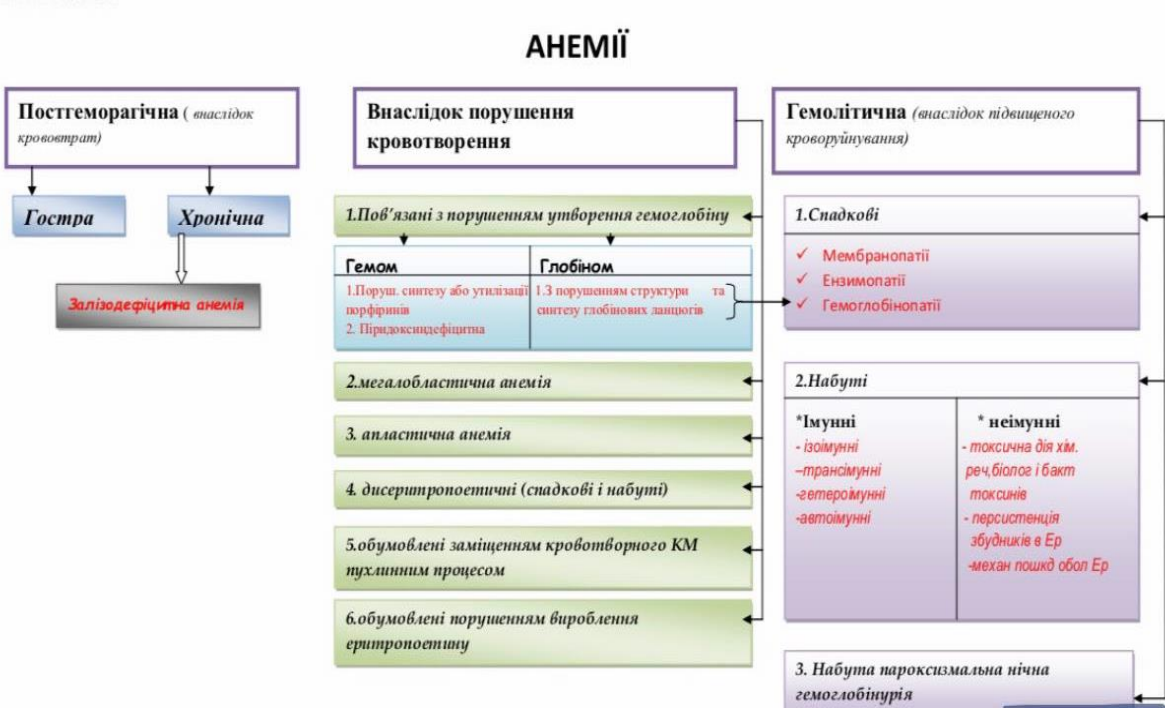 АНЕМІЇ
Постгеморагічна ( внаслідок
крововтрат)
Гостра
Хронічна
Залізодефіцитна анемія
Внаслідок порушення
кровотворення
1.Пов’язані з порушенням утворення гемоглобіну
Гемом
1.Поруш. синтезу або утилізації
порфіринів
2. Піридоксиндефіцитна
Глобіном
1.З порушенням структури та
синтезу глобінових ланцюгів
2.мегалобластична анемія
3. апластична анемія
4. дисеритропоетичні (спадкові і набуті)
5.обумовлені заміщенням кровотворного КМ
пухлинним процесом
6.обумовлені порушенням вироблення
еритропоетину
Гемолітична (внаслідок підвищеного
кроворуйнування)
1.Спадкові
✓ Мембранопатії
✓ Ензимопатії
✓ Гемоглобінопатії
2.Набуті
*Імунні
- ізоімунні
–трансімунні
-гетероімунні
-автоімунні
* неімунні
- токсична дія хім.
реч,біолог і бакт
токсинів
- персистенція
збудників в Ер
-механ пошкд обол Ер
3. Набута пароксизмальна нічна
гемоглобінурія